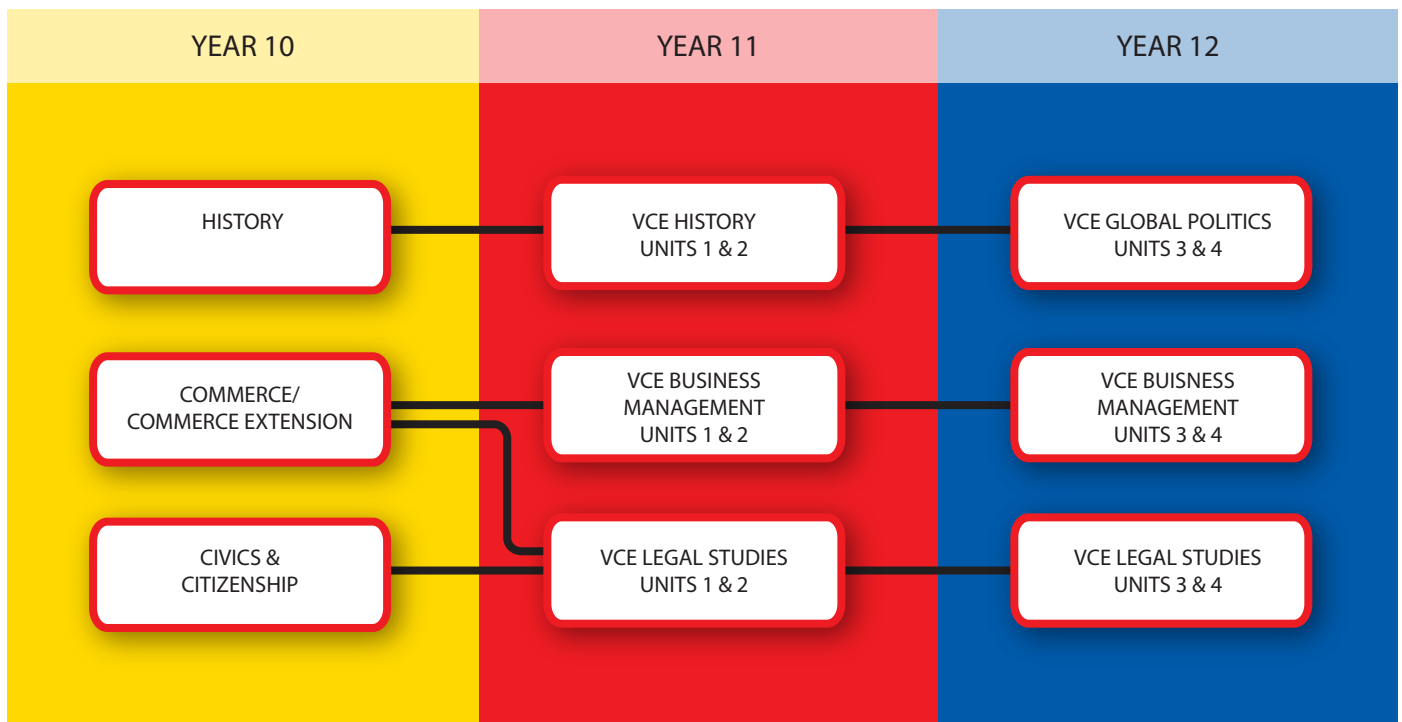 YEAR 10
YEAR 11
YEAR 12
HISTORY
VCE HISTORY
UNITS 1 & 2
VCE GLOBAL POLITICS
UNITS 3 & 4
COMMERCE/
COMMERCE EXTENSION
VCE BUSINESS
MANAGEMENT
UNITS 1 & 2
VCE BUISNESS
MANAGEMENT
UNITS 3 & 4
CIVICS &
CITIZENSHIP
VCE LEGAL STUDIES
UNITS 1 & 2
VCE LEGAL STUDIES
UNITS 3 & 4